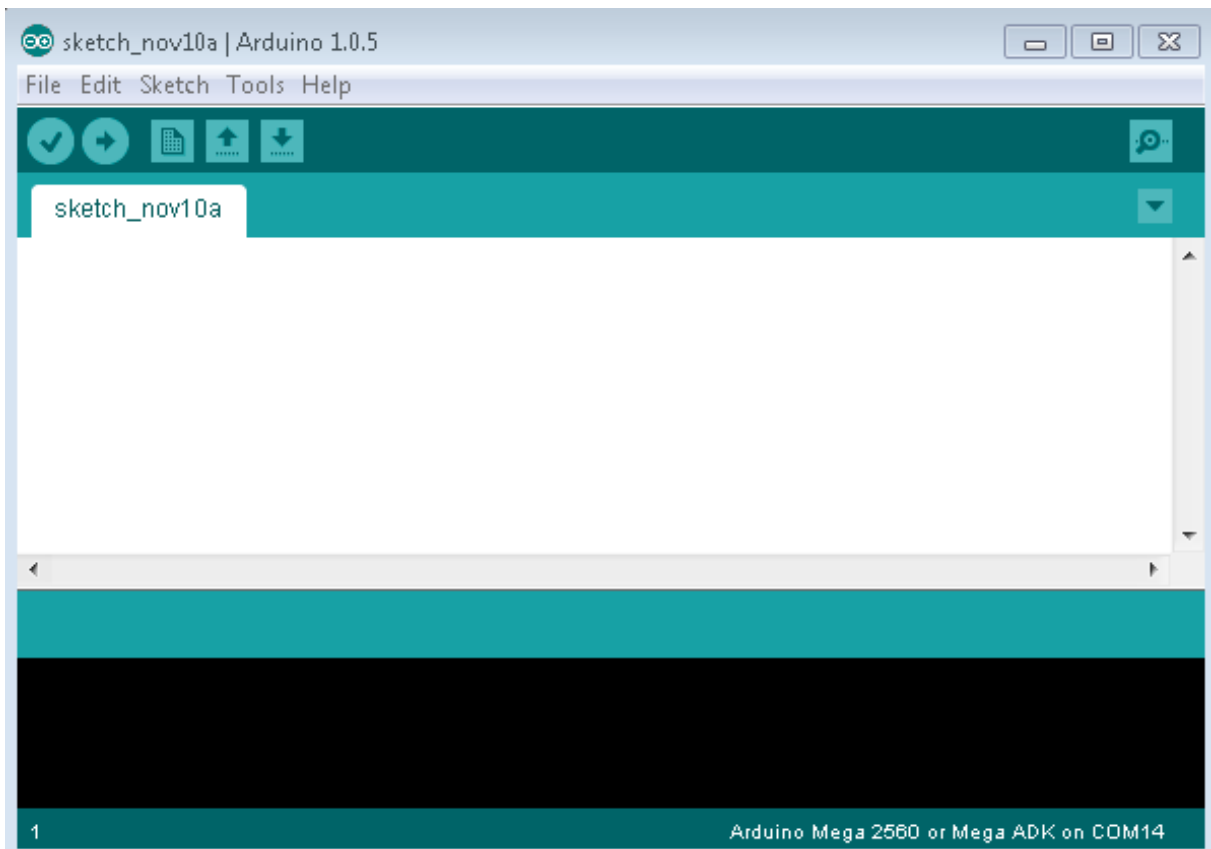 sketch_nov10a | Arduino 1.0.5
File Edit Sketch Tools Help
sketch_nov10a
1
Arduino Mega 2560 or Mega ADK on COM14